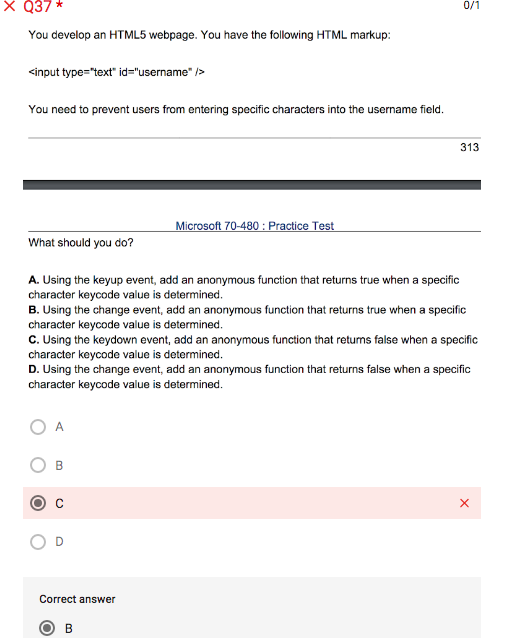 × Q37 *
0/1
You develop an HTML5 webpage. You have the following HTML markup:
<input type="text" id="username" />
You need to prevent users from entering specific characters into the username field.
313
Microsoft 70-480 : Practice Test
What should you do?
A. Using the keyup event, add an anonymous function that returns true when a specific
character keycode value is determined.
B. Using the change event, add an anonymous function that returns true when a specific
character keycode value is determined.
C. Using the keydown event, add an anonymous function that returns false when a specific
character keycode value is determined.
D. Using the change event, add an anonymous function that returns false when a specific
character keycode value is determined.
A
B
C
×
D
Correct answer
B